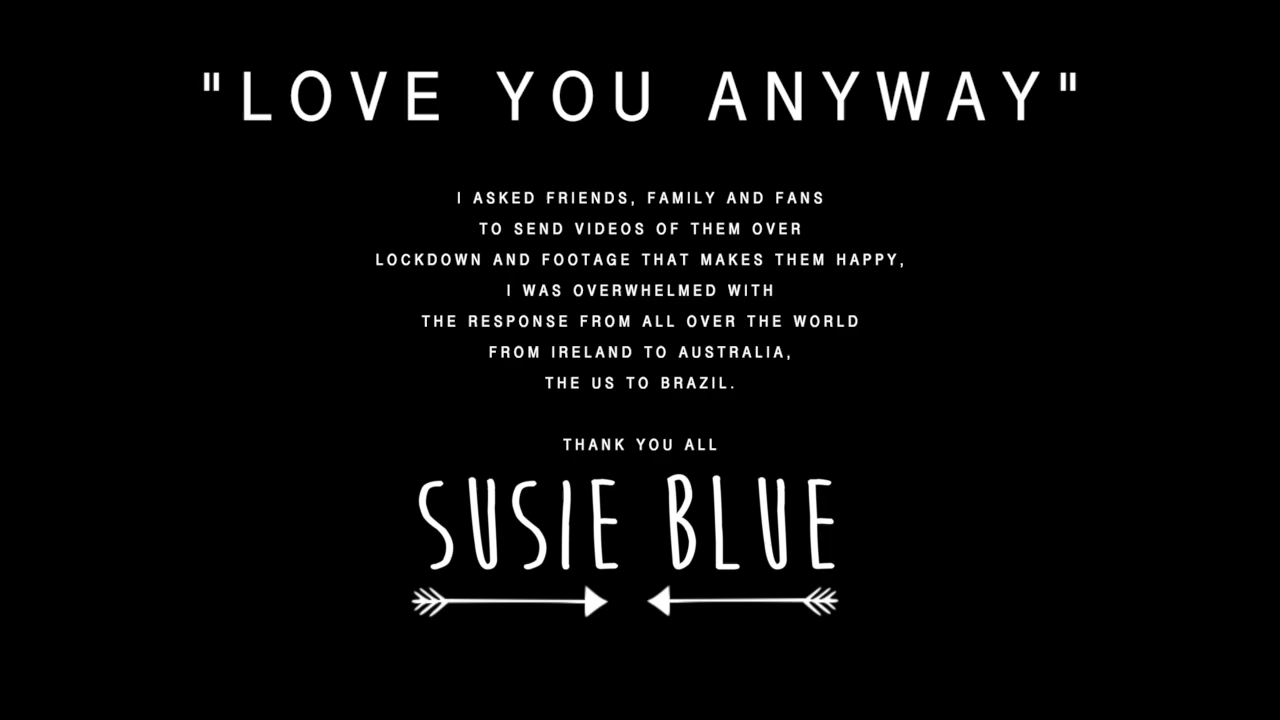 "LOVE YOU ANYWAY"
I ASKED FRIENDS, FAMILY AND FANS
TO SEND VIDEOS OF THEM OVER
LOCKDOWN AND FOOTAGE THAT MAKES THEM HAPPY,
I WAS OVERWHELMED WITH
THE RESPONSE FROM ALL OVER THE WORLD
FROM IRELAND TO AUSTRALIA,
THE US TO BRAZIL.
THANK YOU ALL
SUSIE BLUE